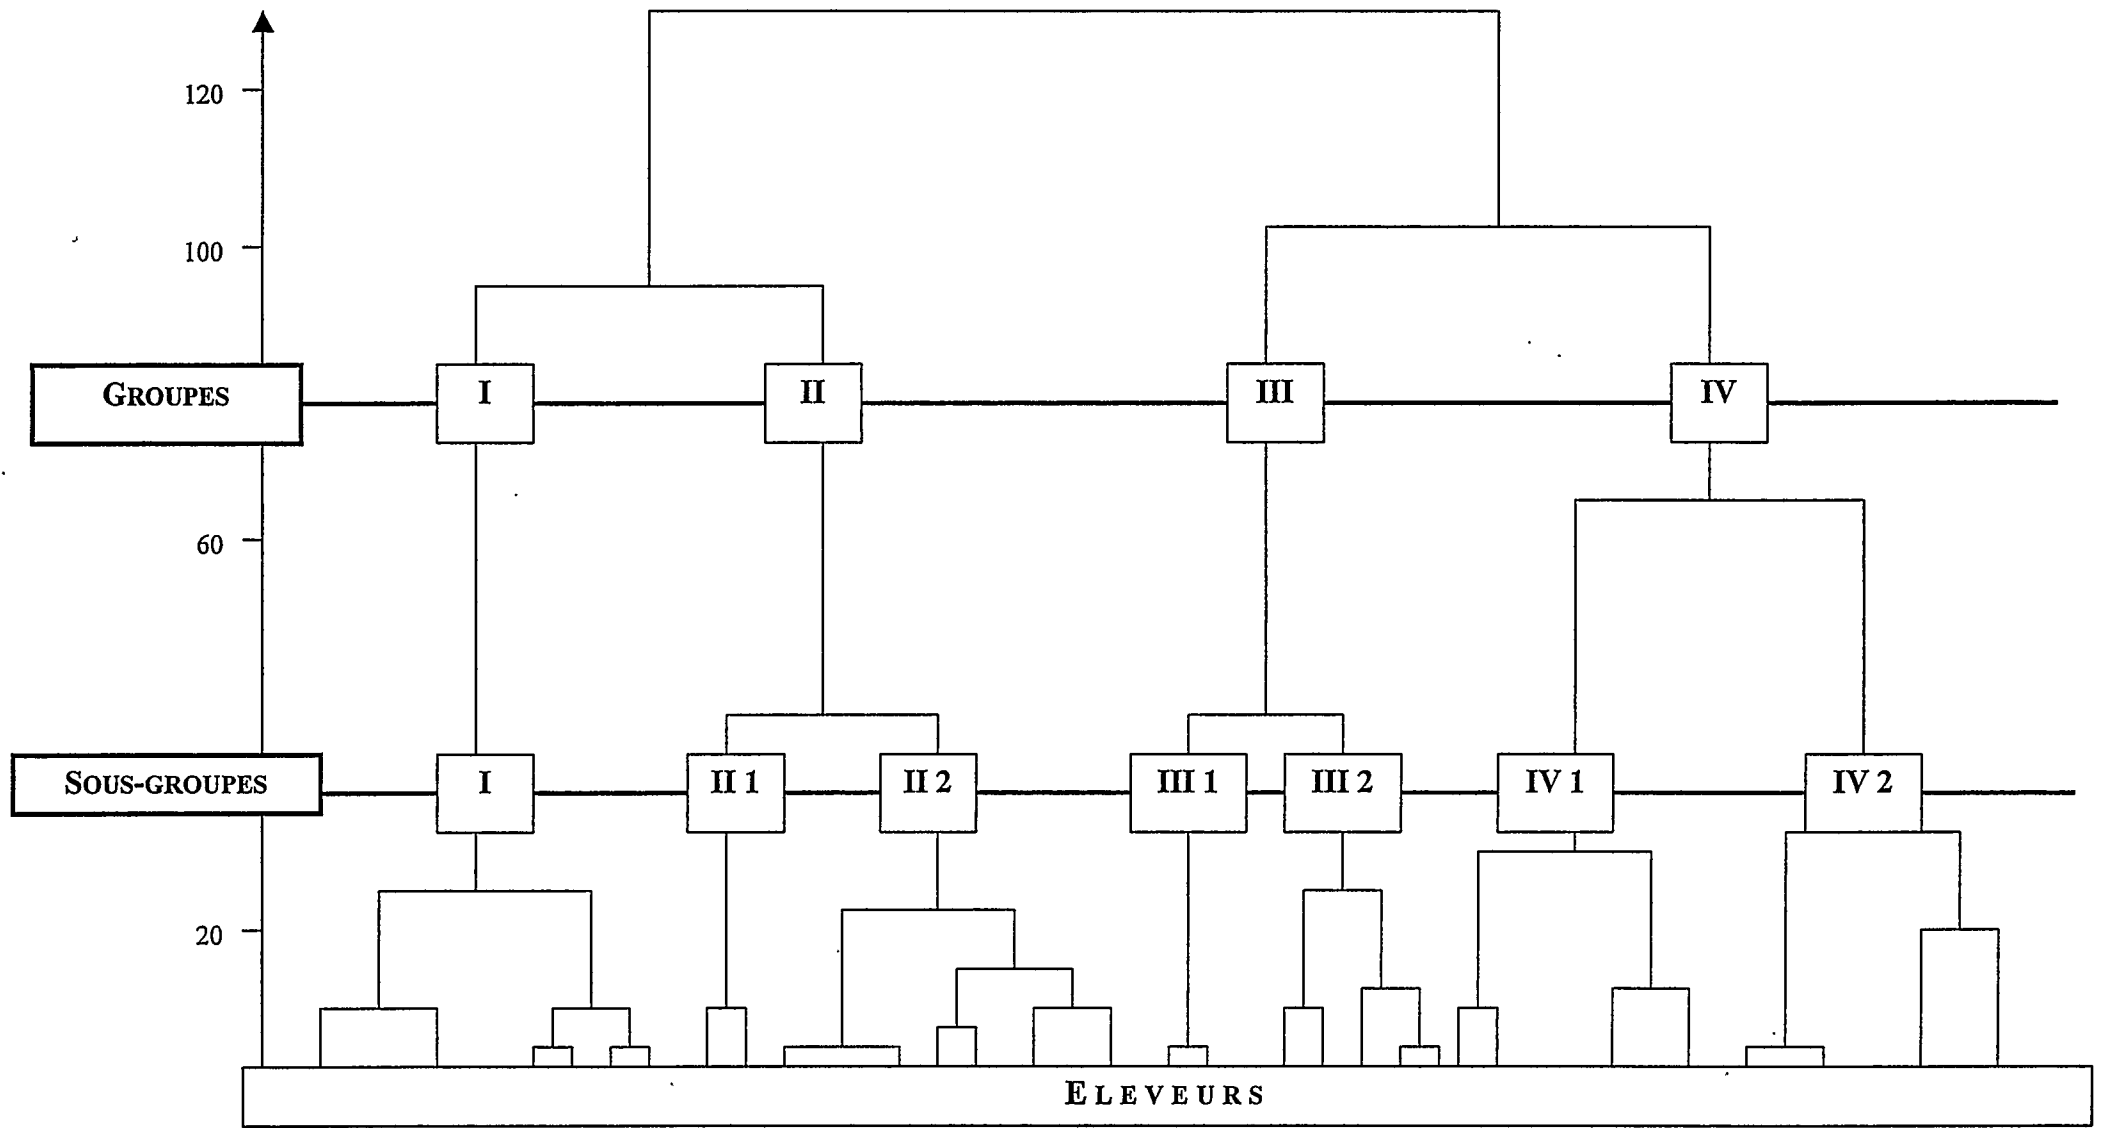 120
100
GROUPES I II III IV
60
SOUS-GROUPES I II 1 II 2 III 1 III 2 IV 1 IV 2
20
ELEVEURS